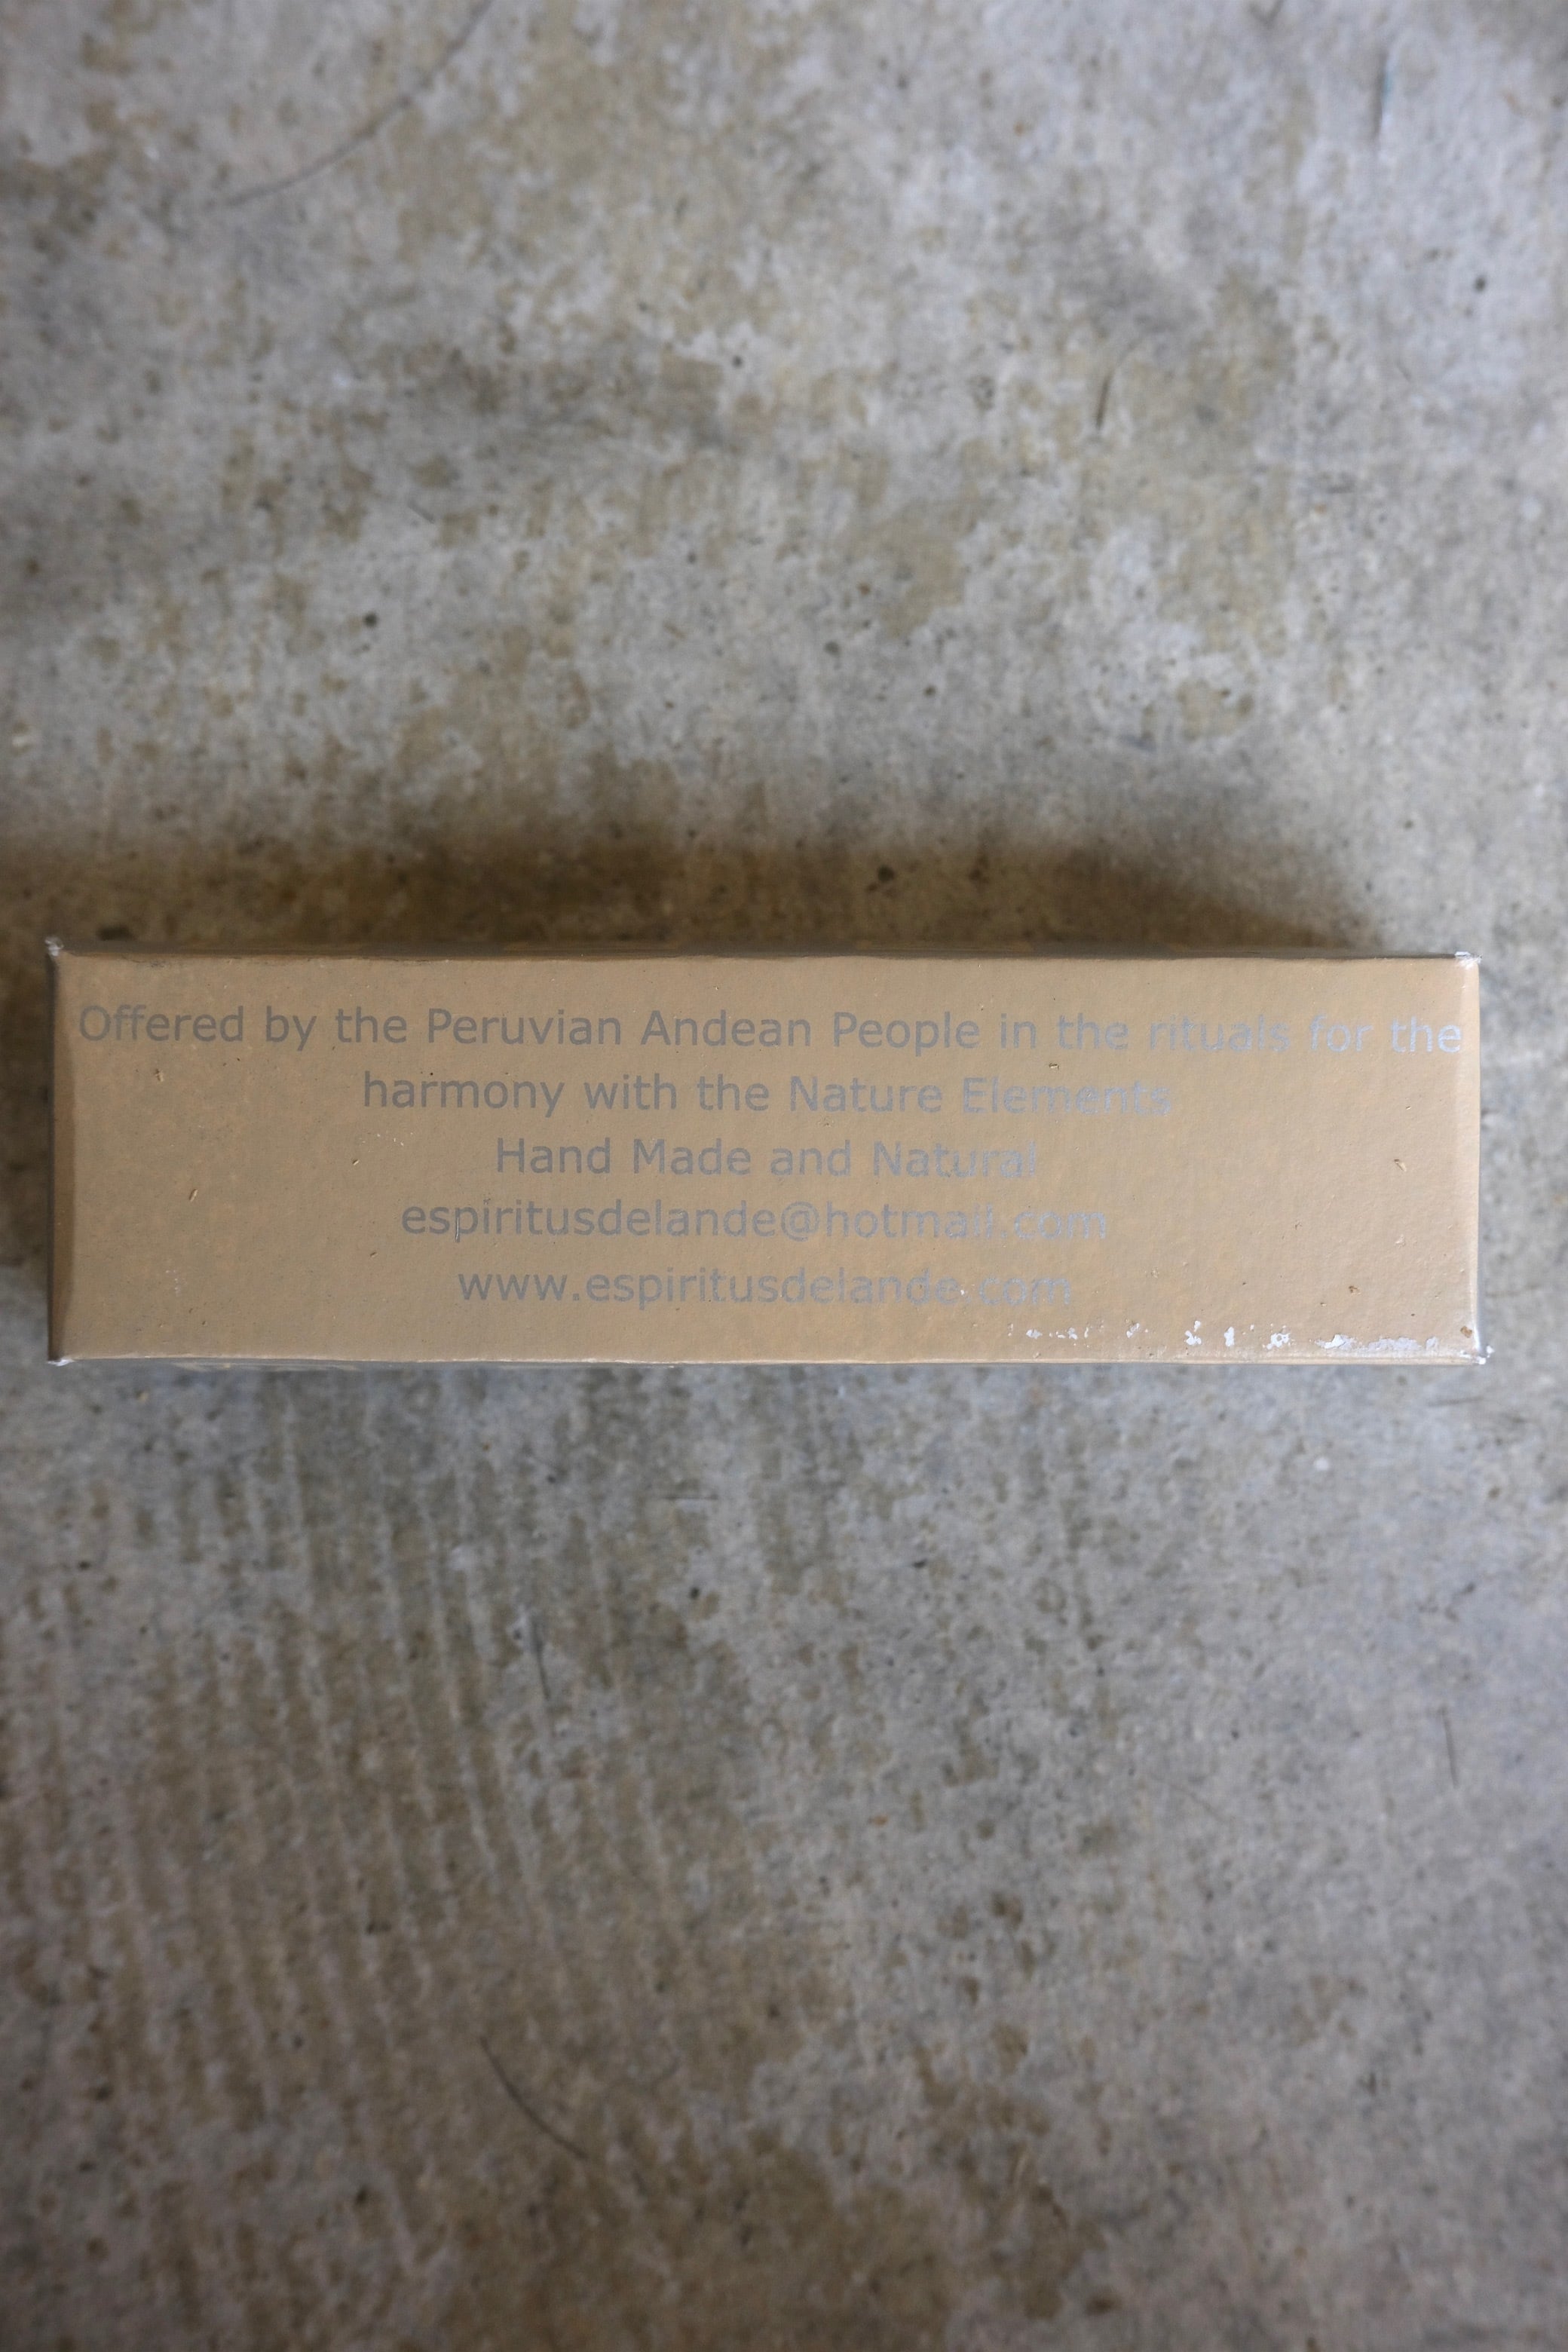 Offered by the Peruvian Andean People in the rituals for the
harmony with the Nature Elements
Hand Made and Natural
espiritusdelande@hotmail.com
www.espiritusdelande.com